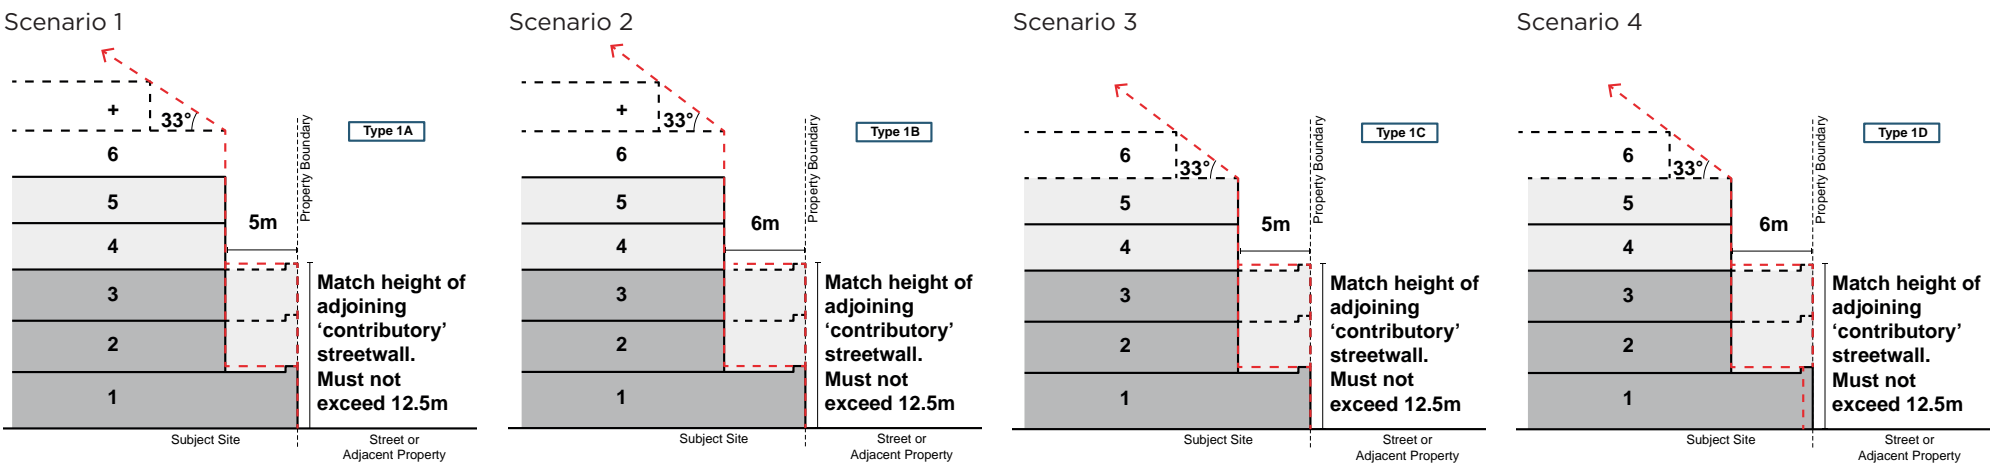 Scenario 1
+
33°
6
5
4
3
2
1
5m
Property Boundary
Type 1A
Match height of
adjoining
‘contributory’
streetwall.
Must not
exceed 12.5m
Subject Site
Street or
Adjacent Property
Scenario 2
+
33°
6
5
4
3
2
1
6m
Property Boundary
Type 1B
Match height of
adjoining
‘contributory’
streetwall.
Must not
exceed 12.5m
Subject Site
Street or
Adjacent Property
Scenario 3
33°
6
5
4
3
2
1
5m
Property Boundary
Type 1C
Match height of
adjoining
‘contributory’
streetwall.
Must not
exceed 12.5m
Subject Site
Street or
Adjacent Property
Scenario 4
33°
6
5
4
3
2
1
6m
Property Boundary
Type 1D
Match height of
adjoining
‘contributory’
streetwall.
Must not
exceed 12.5m
Subject Site
Street or
Adjacent Property